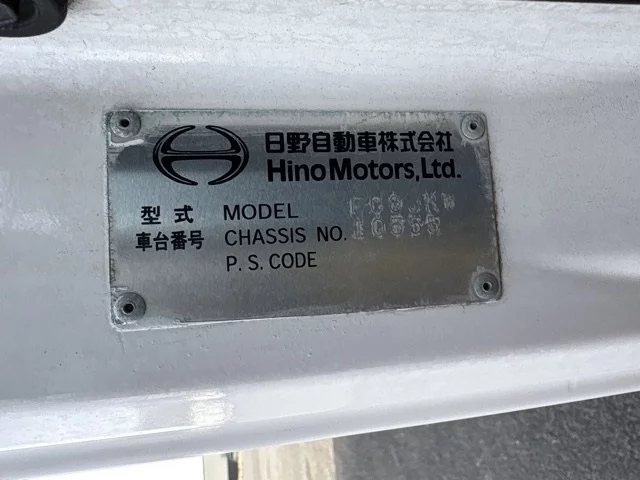 日野自動車株式会社
Hino Motors, Ltd.
型式 MODEL
車台番号 CHASSIS NO.
P. S. CODE